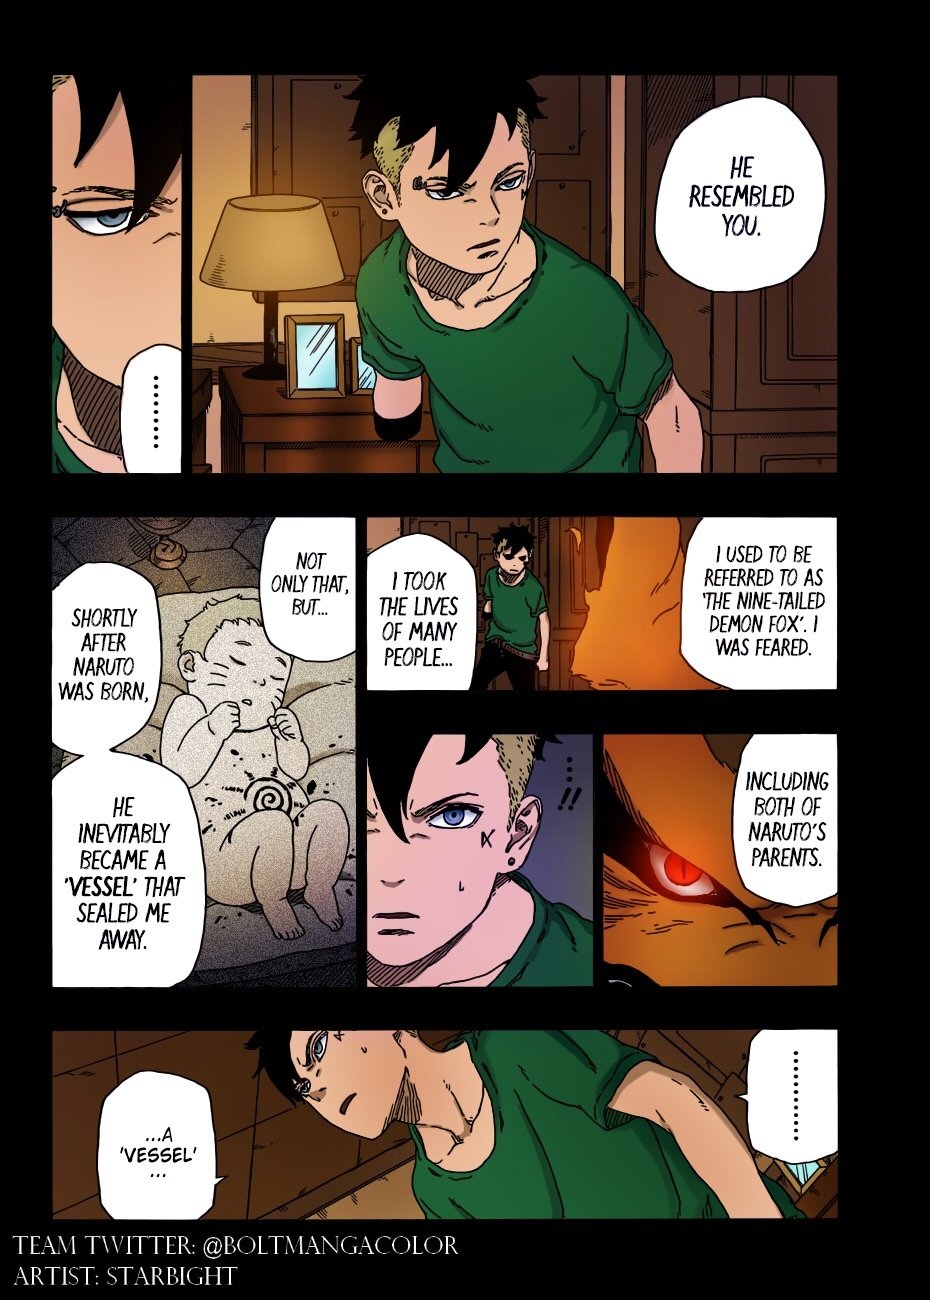 HE
RESEMBLED
YOU.
.........
I USED TO BE
REFERRED TO AS
'THE NINE-TAILED
DEMON FOX'. I
WAS FEARED.
I TOOK
THE LIVES
OF MANY
PEOPLE...
INCLUDING
BOTH OF
NARUTO'S
PARENTS.
....!!
NOT
ONLY THAT,
BUT...
SHORTLY
AFTER
NARUTO
WAS BORN,
HE
INEVITABLY
BECAME A
'VESSEL' THAT
SEALED ME
AWAY.
..........
...A
'VESSEL'
...
TEAM TWITTER: @BOLTMANGACOLOR
ARTIST: STARBIGHT